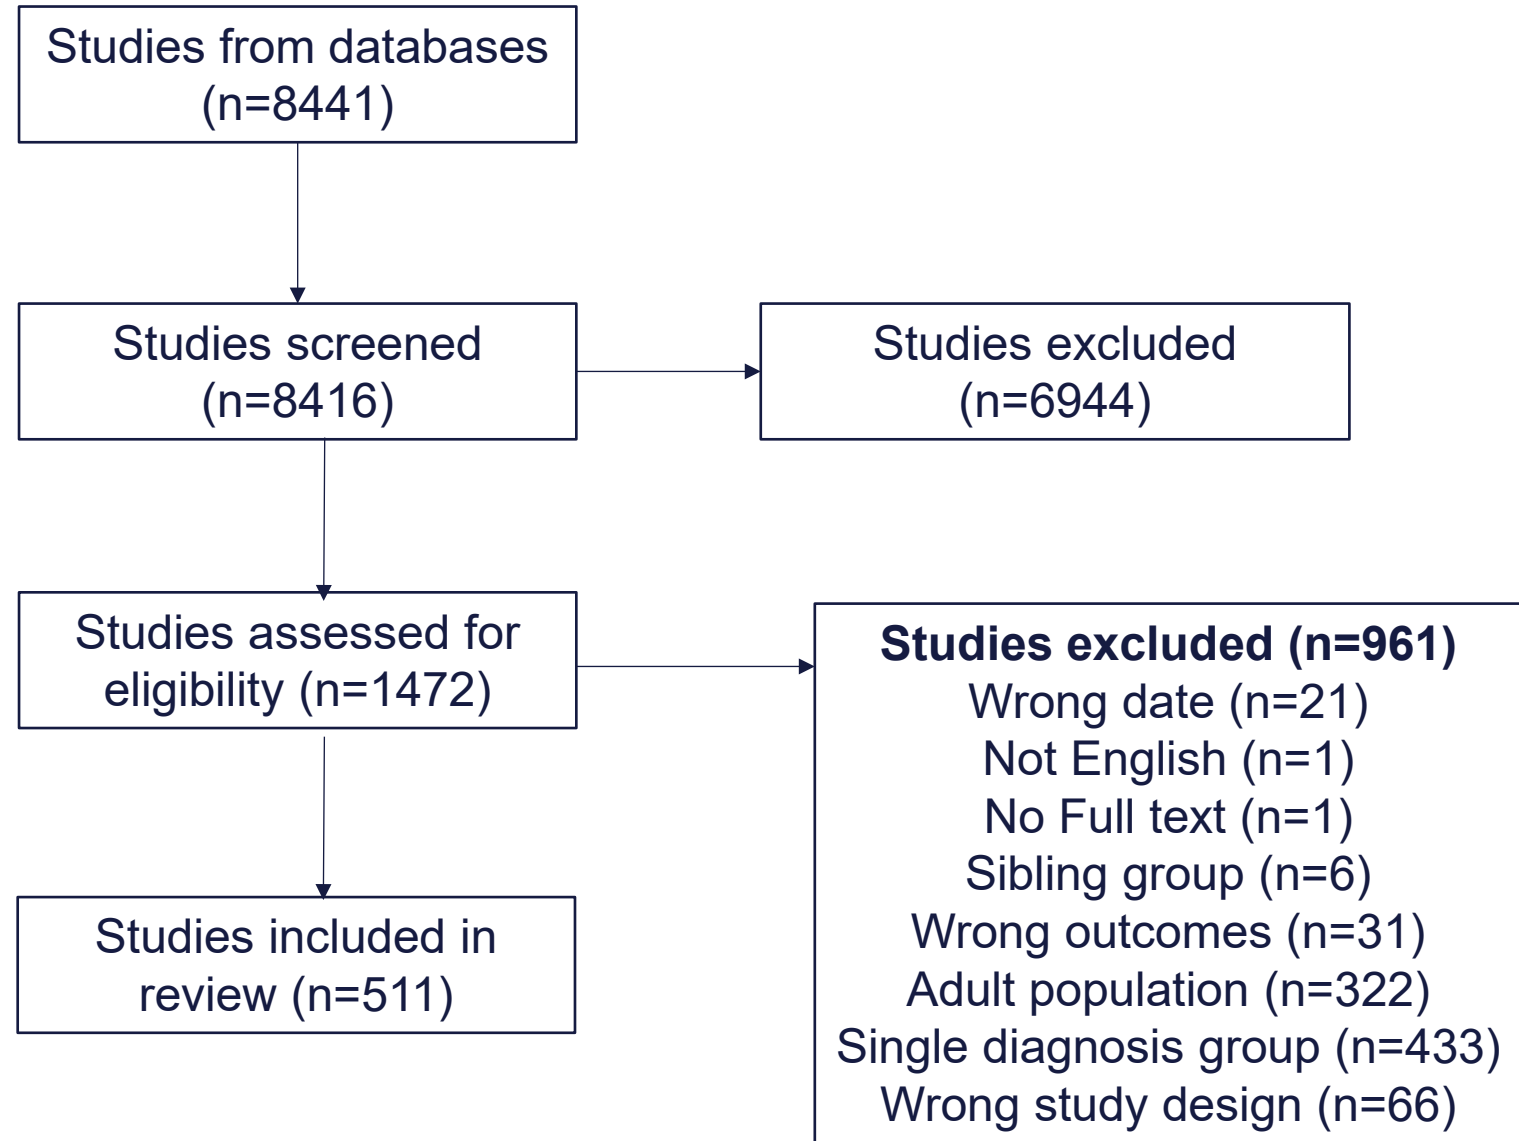 Studies from databases
(n=8441)
Studies screened
(n=8416)
Studies excluded
(n=6944)
Studies assessed for
eligibility (n=1472)
Studies excluded (n=961)
Wrong date (n=21)
Not English (n=1)
No Full text (n=1)
Sibling group (n=6)
Wrong outcomes (n=31)
Adult population (n=322)
Single diagnosis group (n=433)
Wrong study design (n=66)
Studies included in
review (n=511)